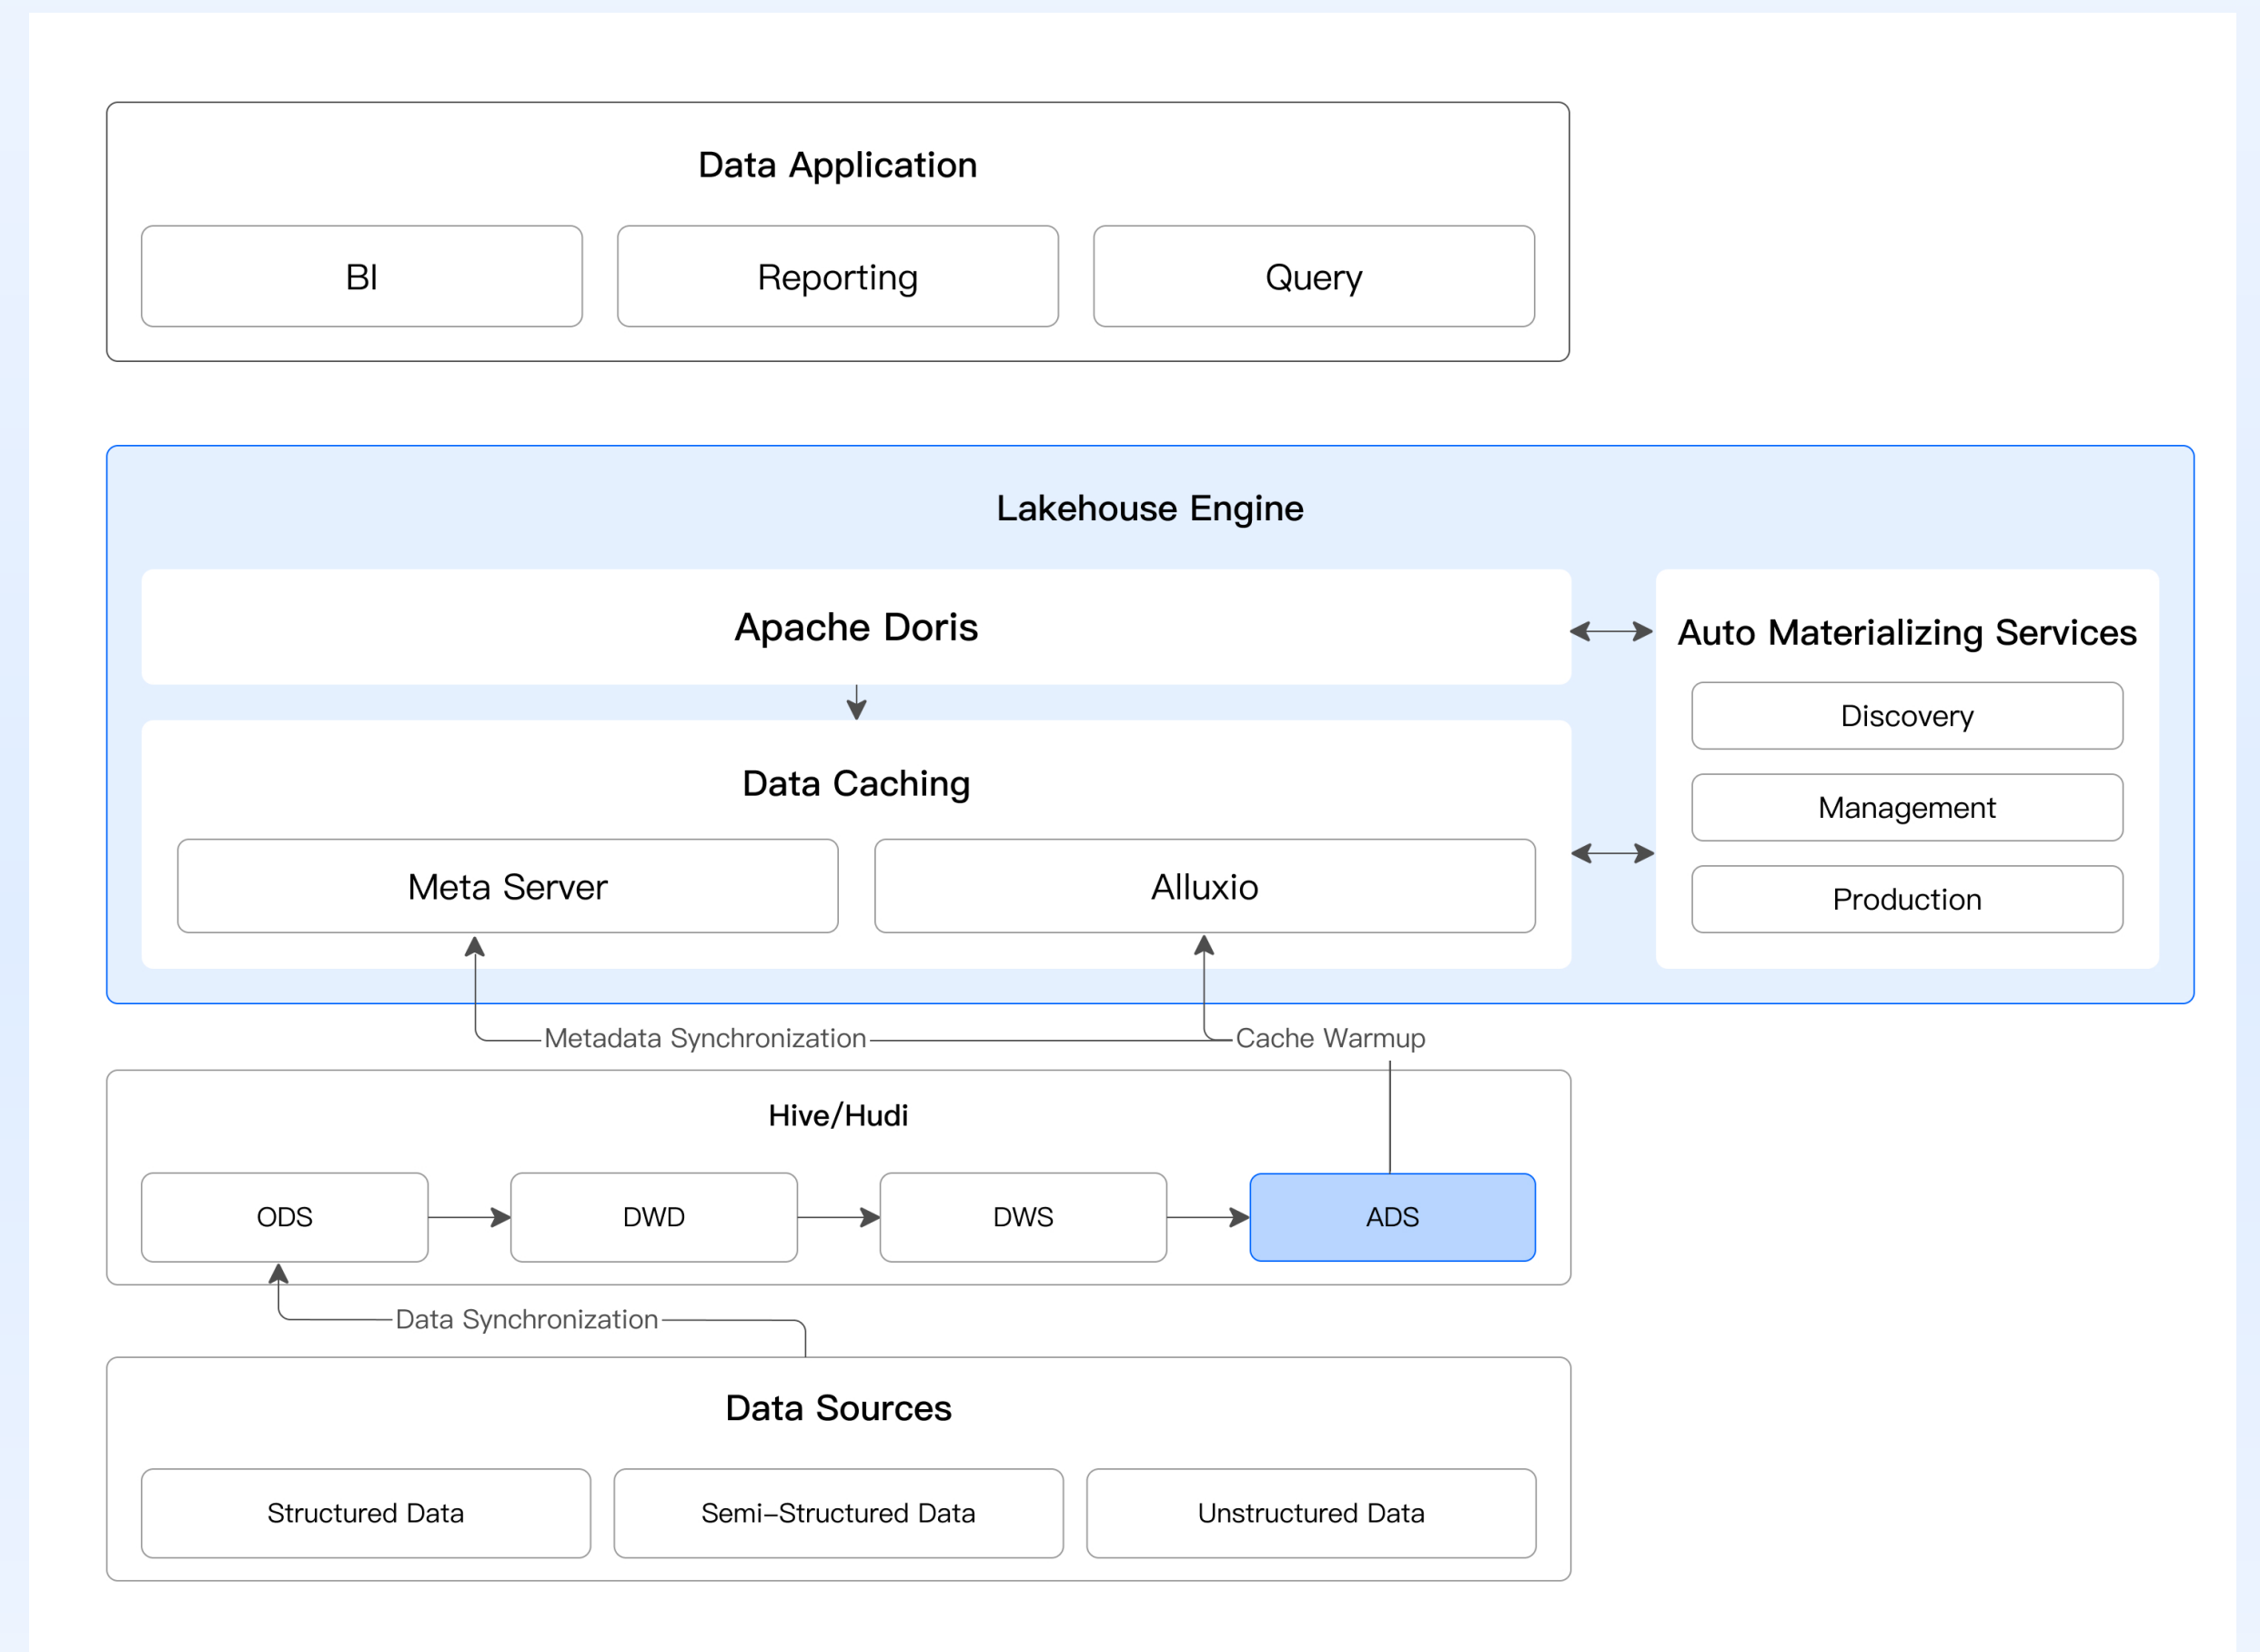 Data Application
BI
Reporting
Query
Lakehouse Engine
Apache Doris
Auto Materializing Services
Discovery
Management
Production
Data Caching
Meta Server
Alluxio
Metadata Synchronization
Cache Warmup
Hive/Hudi
ODS
DWD
DWS
ADS
Data Synchronization
Data Sources
Structured Data
Semi-Structured Data
Unstructured Data